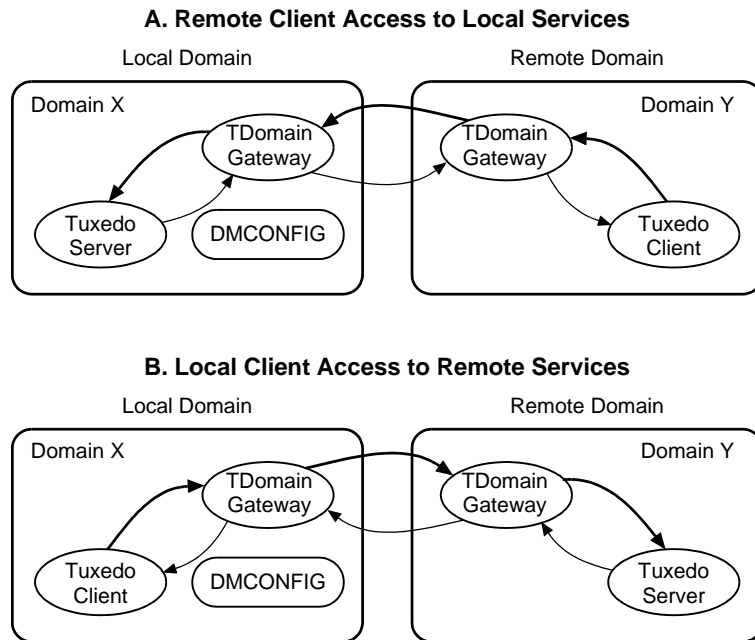 A. Remote Client Access to Local Services
Local Domain
Remote Domain
Domain X
Domain Y
TDomain
Gateway
TDomain
Gateway
Tuxedo
Server
DMCONFIG
Tuxedo
Client
B. Local Client Access to Remote Services
Local Domain
Remote Domain
Domain X
Domain Y
TDomain
Gateway
TDomain
Gateway
Tuxedo
Client
DMCONFIG
Tuxedo
Server